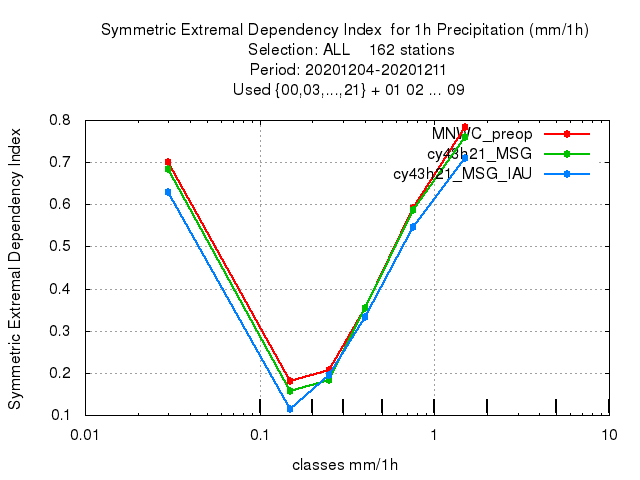 Symmetric Extremal Dependency Index  for 1h Precipitation (mm/1h)
Selection: ALL    162 stations
Period: 20201204-20201211
Used {00,03,...,21} + 01 02 ... 09
Symmetric Extremal Dependency Index
0.8
0.7
0.6
0.5
0.4
0.3
0.2
0.1
MNWC_preop
cy43h21_MSG
cy43h21_MSG_IAU
0.01
0.1
1
10
classes mm/1h